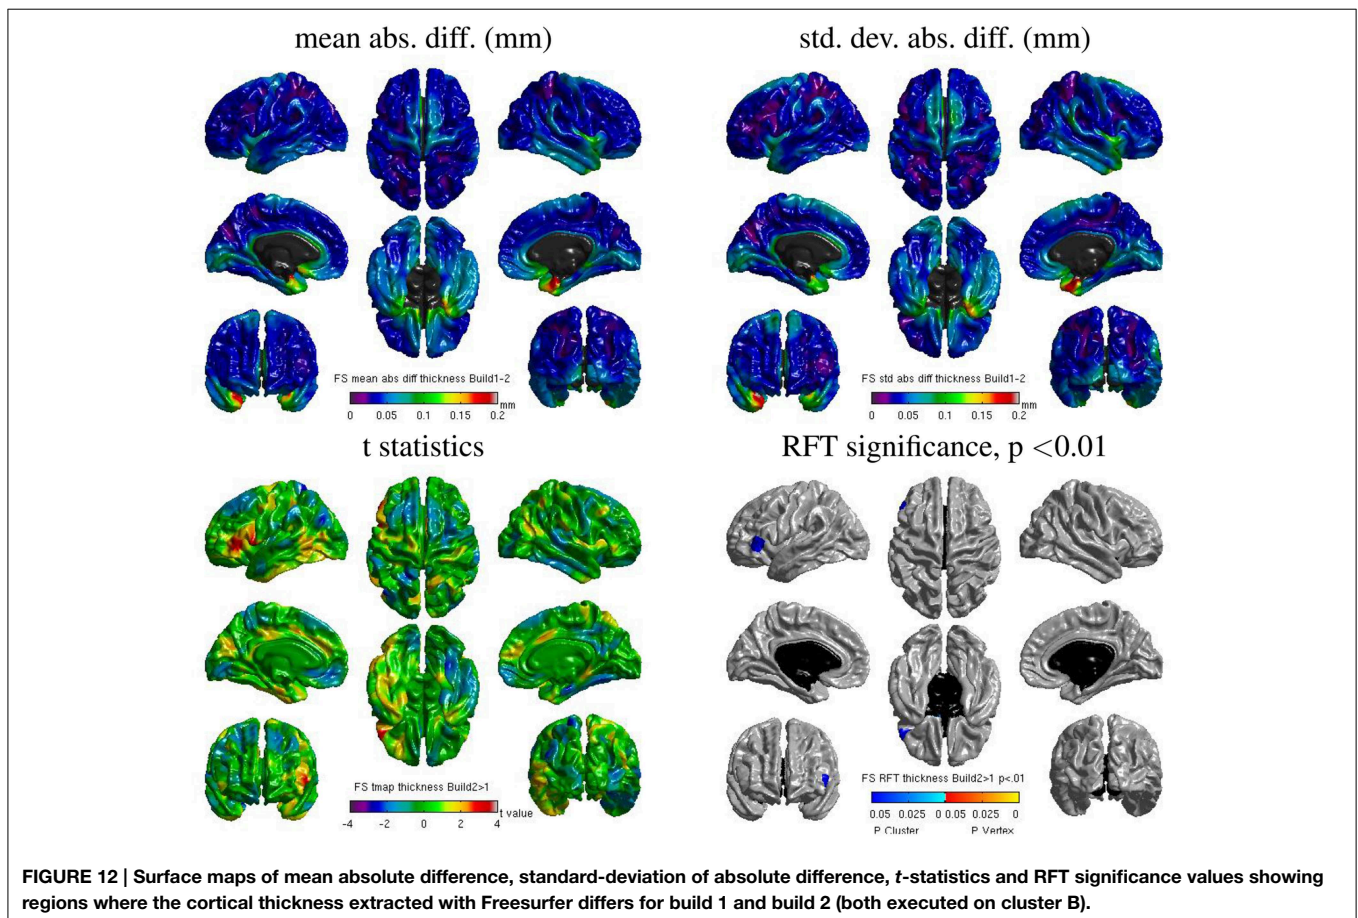 mean abs. diff. (mm)
std. dev. abs. diff. (mm)
FS mean abs diff thickness Build1-2
mm
0 0.05 0.1 0.15 0.2
FS std abs diff thickness Build1-2
mm
0 0.05 0.1 0.15 0.2
t statistics
RFT significance, p <0.01
FS tmap thickness Build2>1
t value
-4 -2 0 2 4
FS RFT thickness Build2>1 p<.01
0.05 0.025 0 0.05 0.025 0
P Cluster P Vertex
FIGURE 12 | Surface maps of mean absolute difference, standard-deviation of absolute difference, t-statistics and RFT significance values showing
regions where the cortical thickness extracted with Freesurfer differs for build 1 and build 2 (both executed on cluster B).